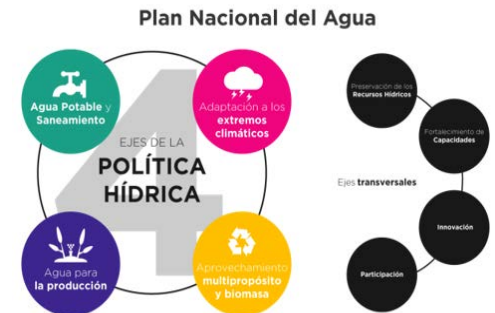 Plan Nacional del Agua
Agua Potable y
Saneamiento
Adaptación a los
extremos
climáticos
4
EJES DE LA
POLÍTICA
HÍDRICA
Agua para
la producción
Aprovechamiento
multipropósito
y biomasa
Preservación de los
Recursos Hídricos
Fortalecimiento de
Capacidades
Ejes transversales
Innovación
Participación